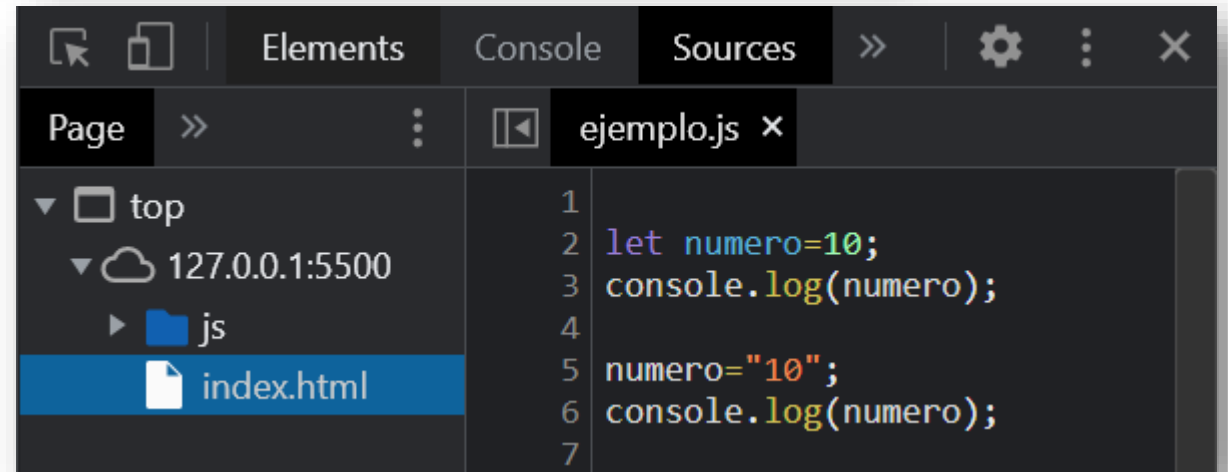 Elements Console Sources »
Page » ejemplo.js ×
top
127.0.0.1:5500
js
index.html
1
2 let numero=10;
3 console.log(numero);
4
5 numero="10";
6 console.log(numero);
7